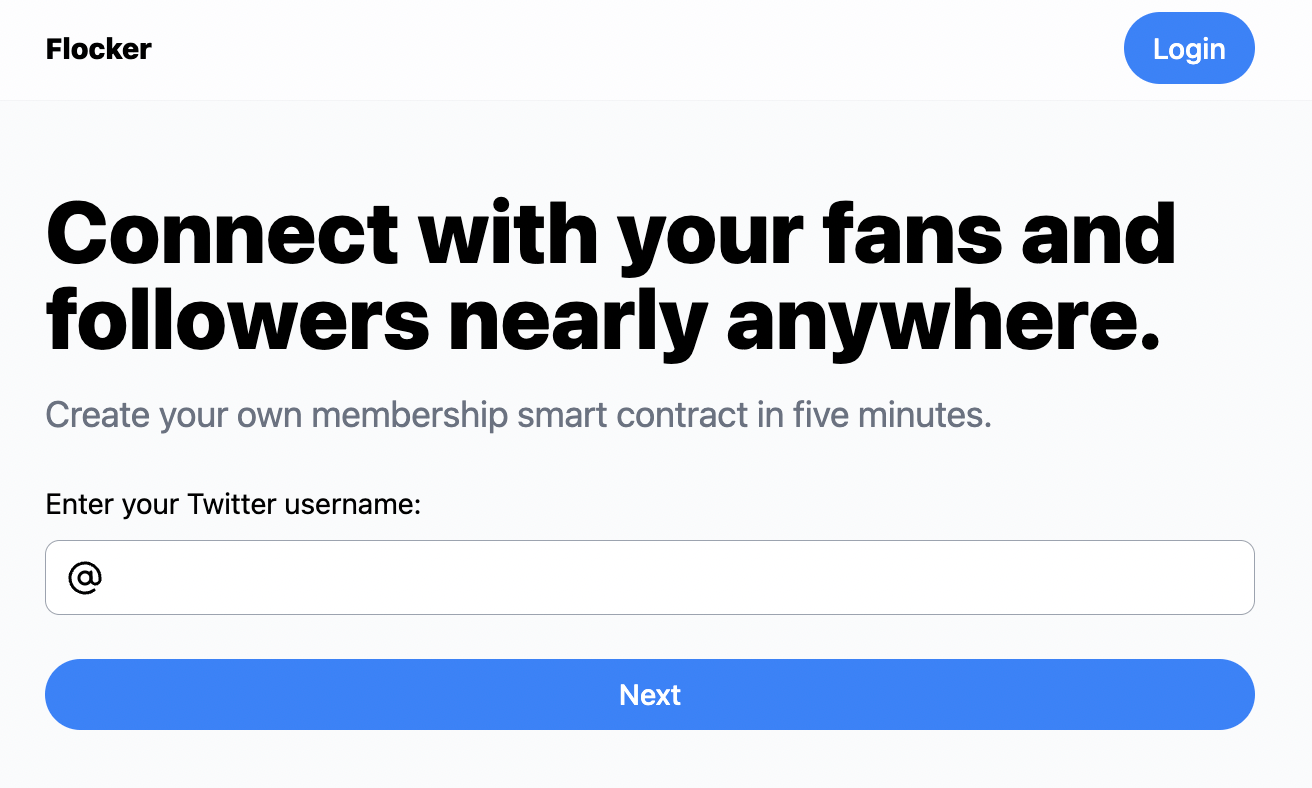 Flocker
Login
Connect with your fans and
followers nearly anywhere.
Create your own membership smart contract in five minutes.
Enter your Twitter username:
@
Next